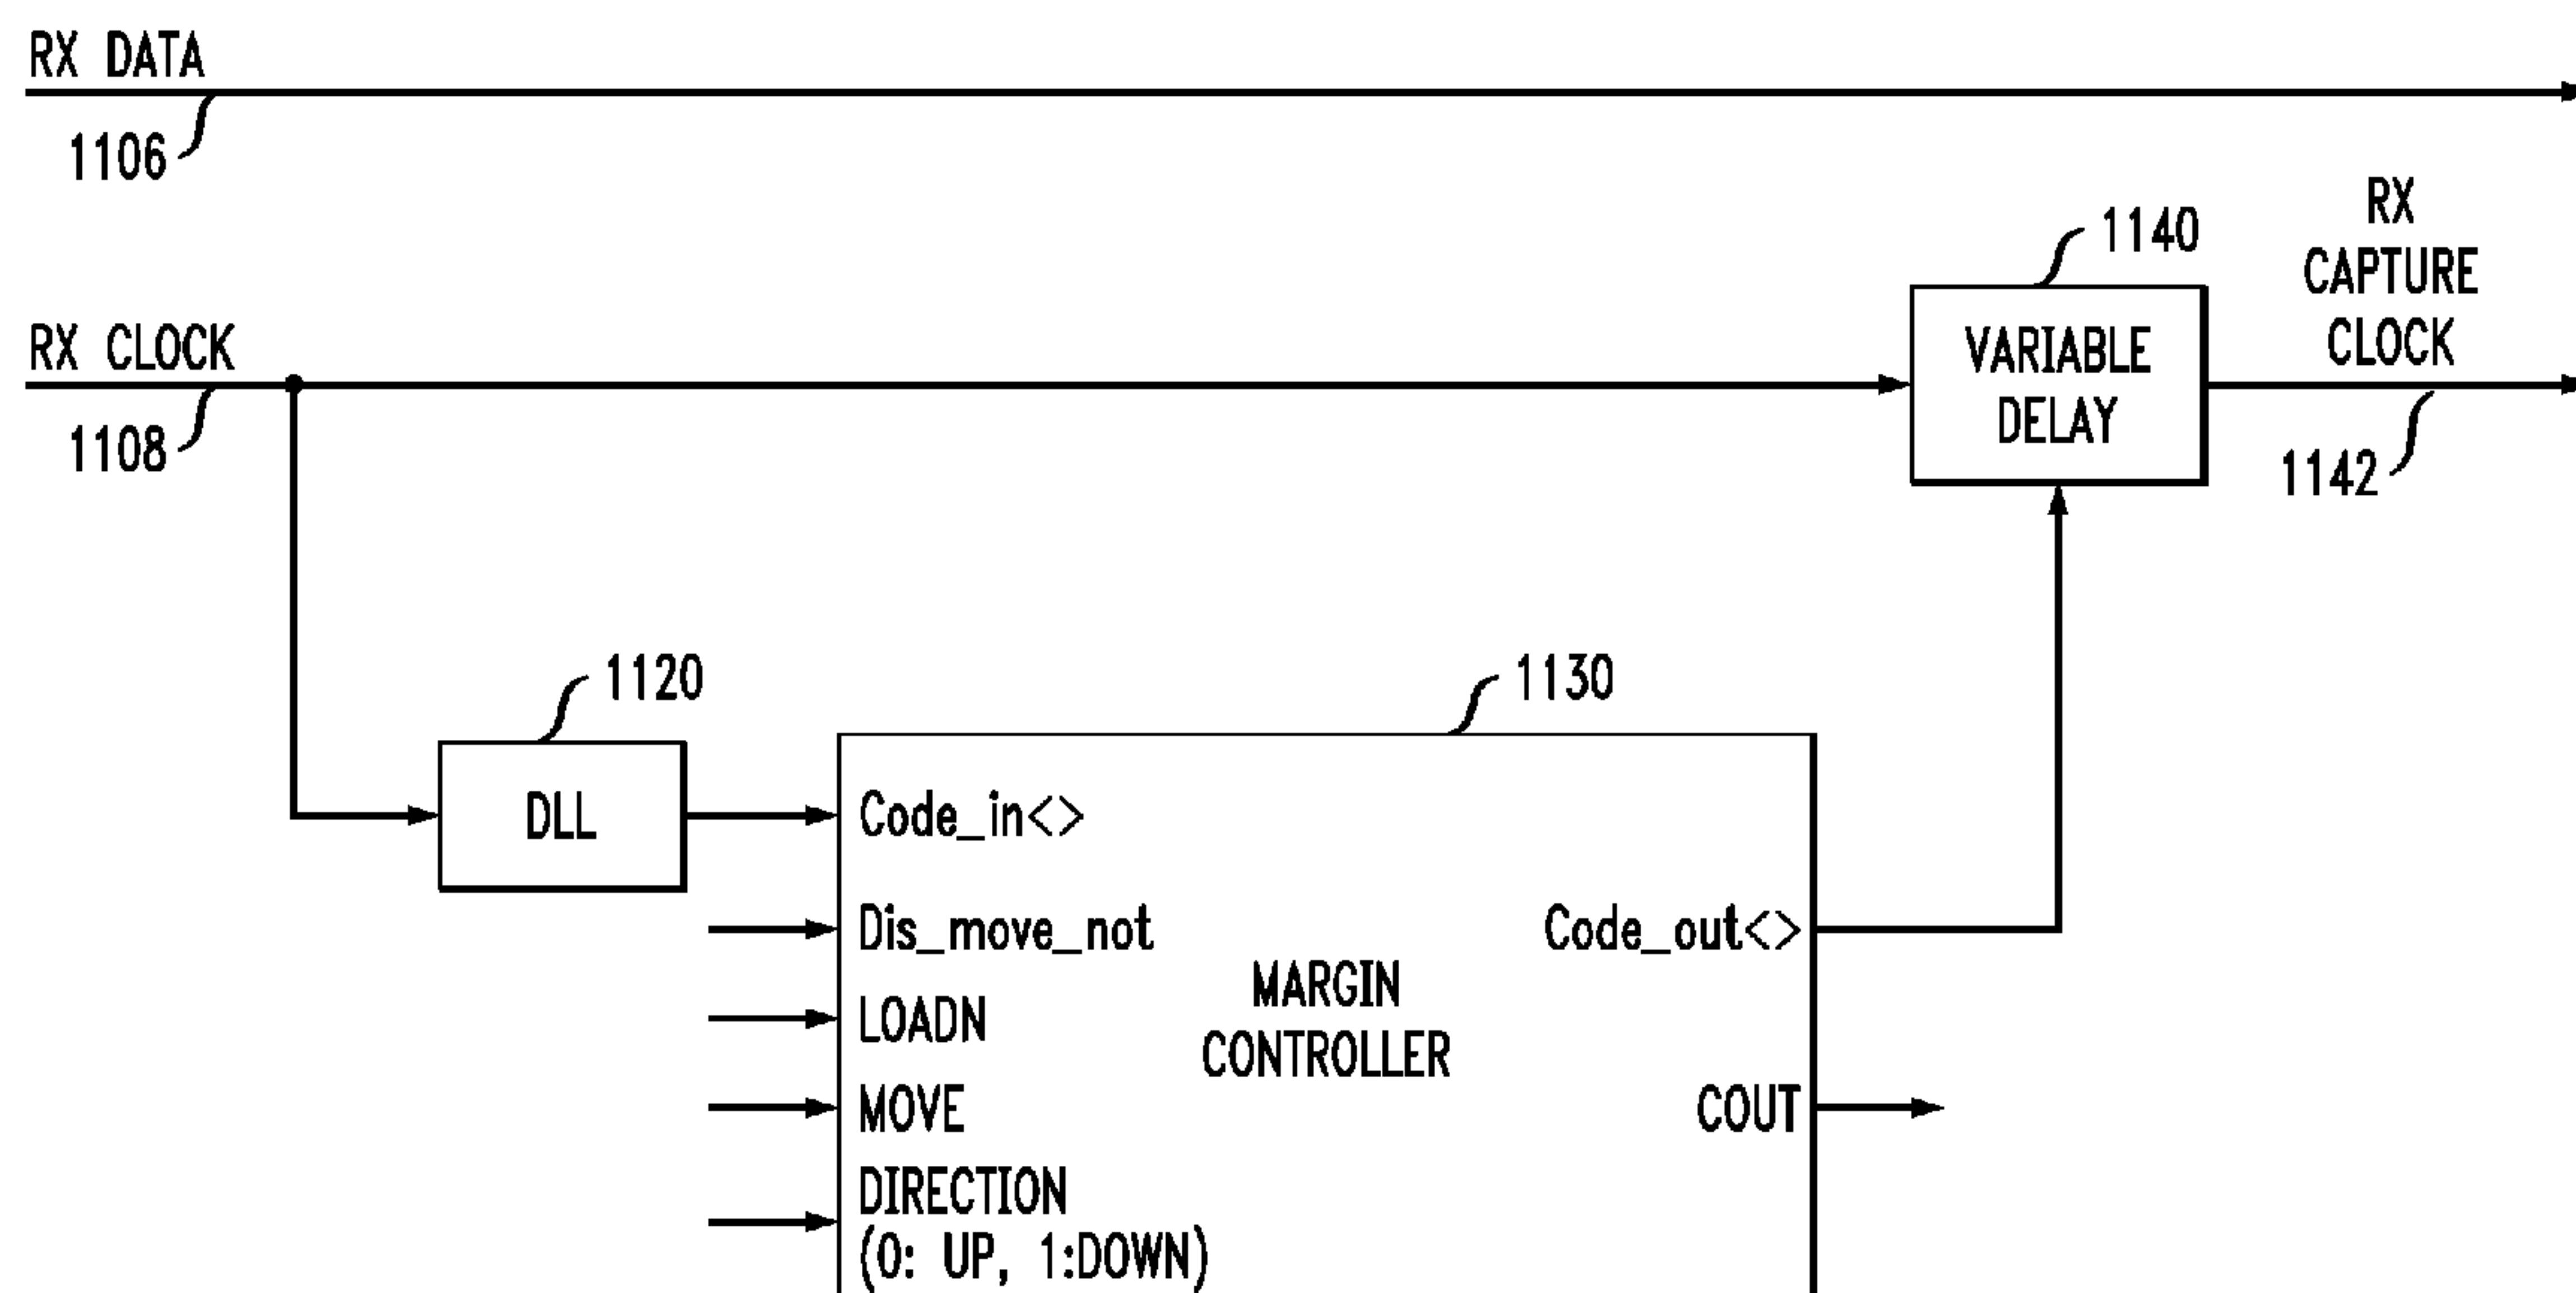 RX DATA
1106
RX
CAPTURE
CLOCK
1140
VARIABLE
DELAY
RX CLOCK
1108
1142
1120
DLL
1130
Code_in<>
Dis_move_not
LOADN
MOVE
DIRECTION
(0: UP, 1:DOWN)
MARGIN
CONTROLLER
Code_out<>
COUT